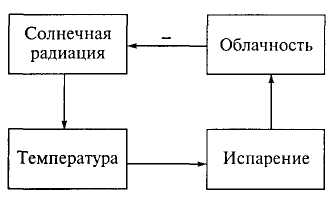 Солнечная
радиация
–
Облачность
Температура
Испарение